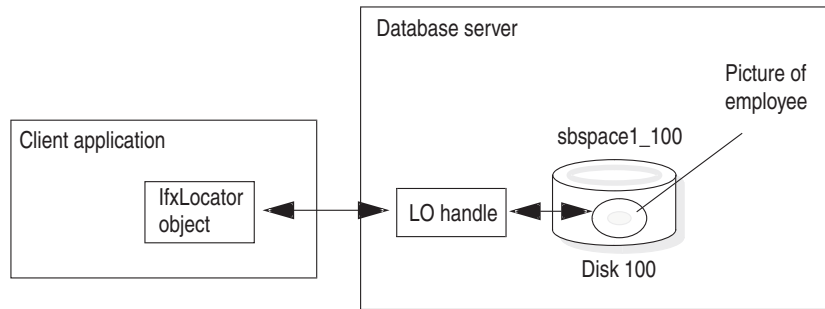 Database server
Picture of
employee
sbspace1_100
Client application
IfxLocator
object
LO handle
Disk 100